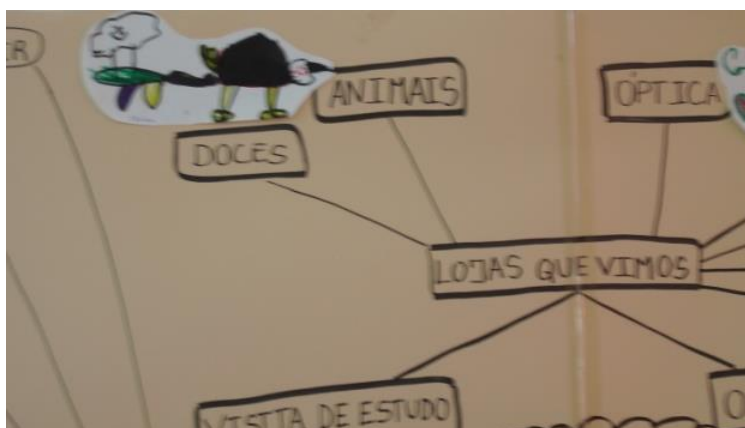 ANIMAIS
ÓPTICA
DOCES
LOJAS QUE VIMOS
VISITA DE ESTUDO